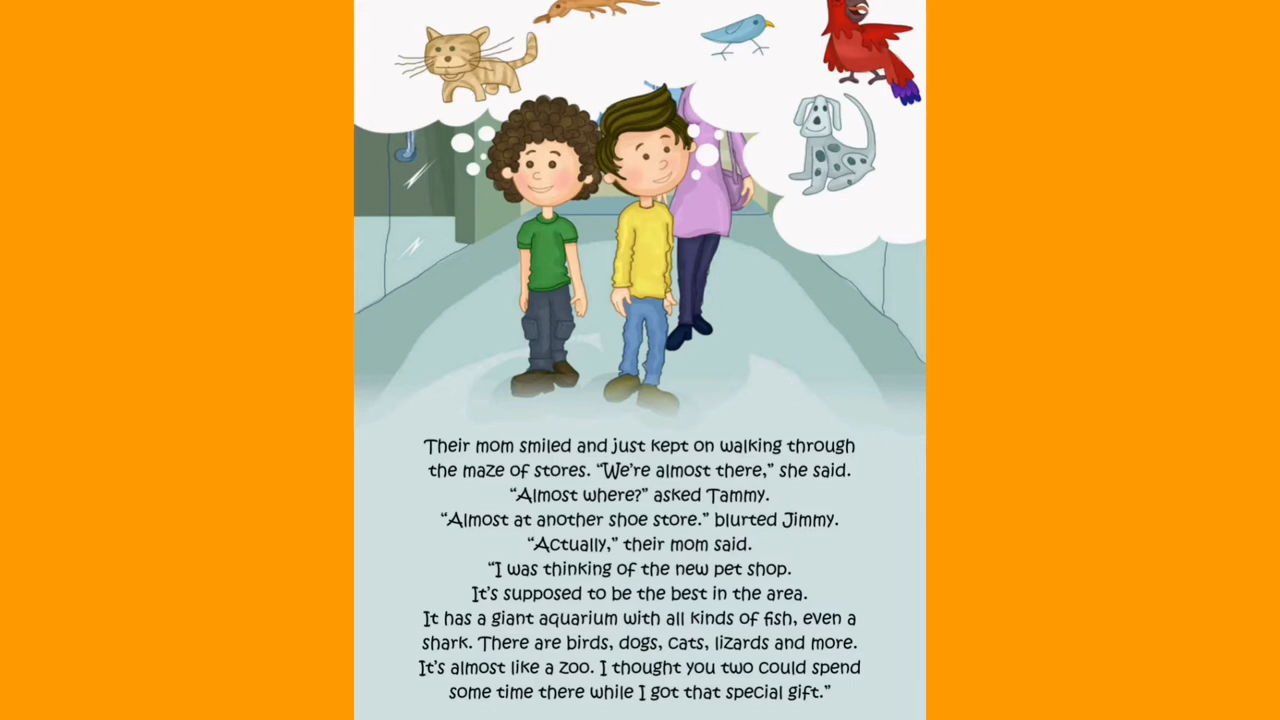 Their mom smiled and just kept on walking through
the maze of stores. “We’re almost there,” she said.
“Almost where?” asked Tammy.
“Almost at another shoe store.” blurted Jimmy.
“Actually,” their mom said.
“I was thinking of the new pet shop.
It’s supposed to be the best in the area.
It has a giant aquarium with all kinds of fish, even a
shark. There are birds, dogs, cats, lizards and more.
It’s almost like a zoo. I thought you two could spend
some time there while I got that special gift.”